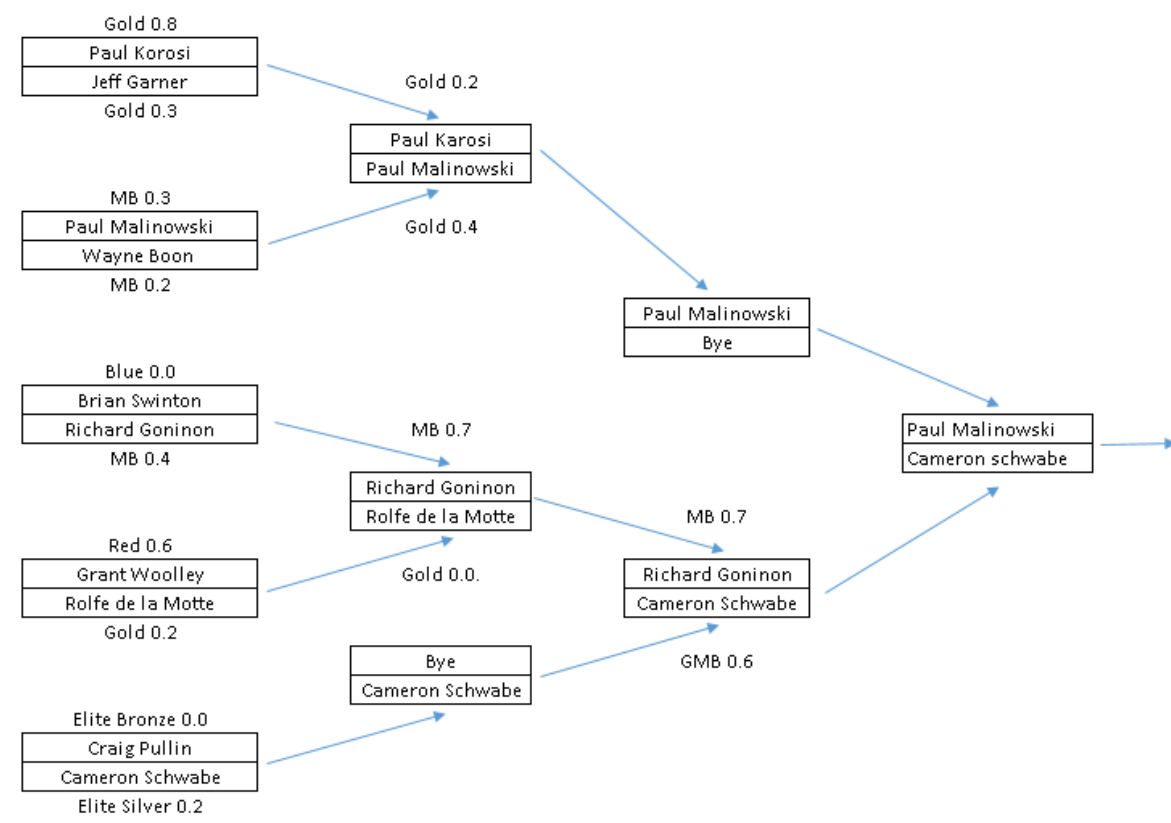 Gold 0.8
Paul Korosi
Jeff Garner
Gold 0.3
MB 0.3
Paul Malinowski
Wayne Boon
MB 0.2
Blue 0.0
Brian Swinton
Richard Goninon
MB 0.4
Red 0.6
Grant Woolley
Rolfe de la Motte
Gold 0.2
Elite Bronze 0.0
Craig Pullin
Cameron Schwabe
Elite Silver 0.2
Gold 0.2
Paul Karosi
Paul Malinowski
Gold 0.4
MB 0.7
Richard Goninon
Rolfe de la Motte
Gold 0.0.
Bye
Cameron Schwabe
Paul Malinowski
Bye
MB 0.7
Richard Goninon
Cameron Schwabe
GMB 0.6
Paul Malinowski
Cameron schwabe